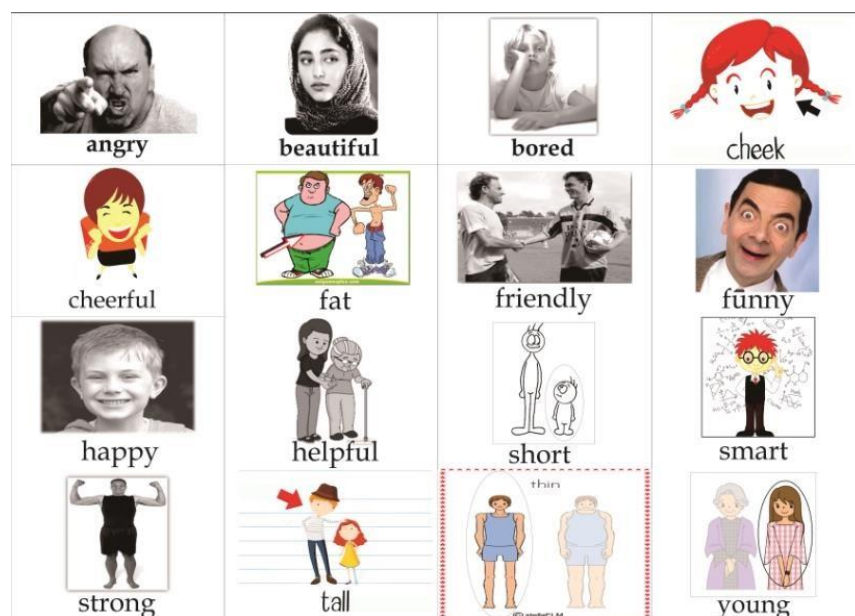 angry beautiful bored cheek
cheerful fat friendly funny
happy helpful short smart
thin
strong tall young